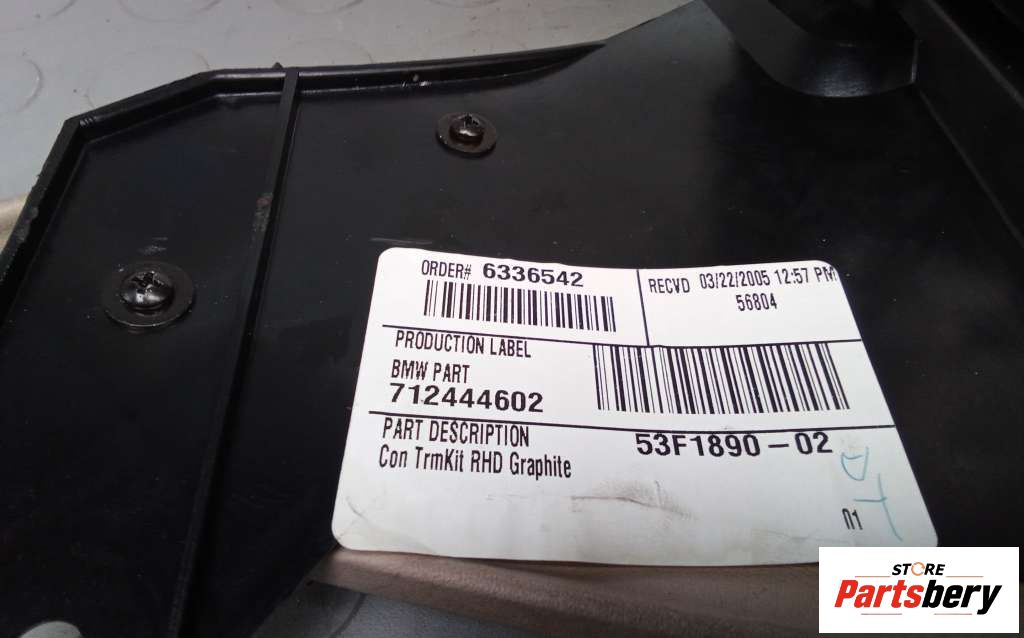 ORDER# 6336542
RECVD 03/22/2005 12:57 PM
56804
PRODUCTION LABEL
BMW PART
712444602
PART DESCRIPTION
53F1890-02
Con TrmKit RHD Graphite
DT
01
STORE
Partsbery